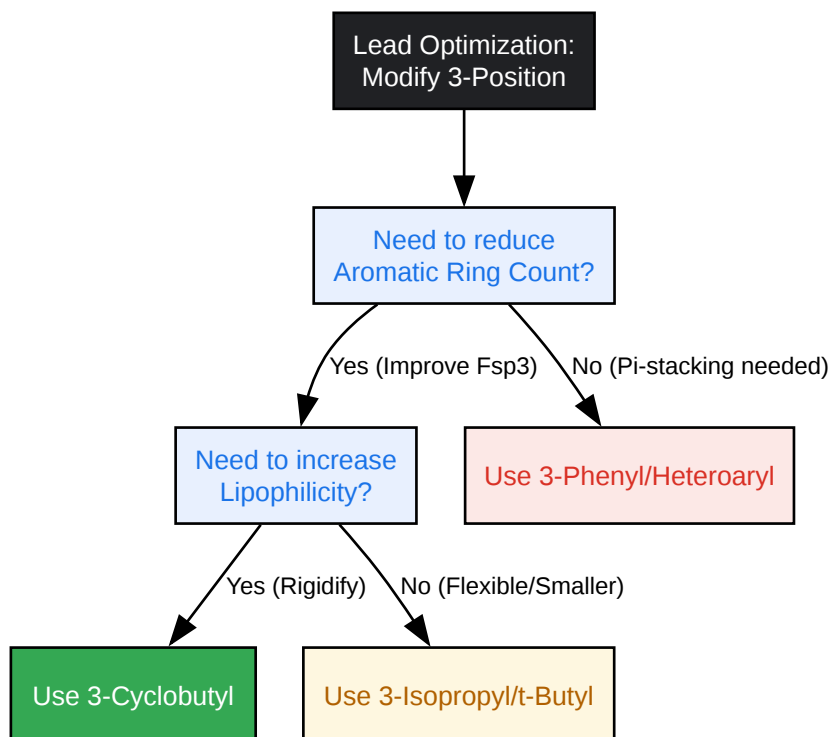 Lead Optimization:
Modify 3-Position
Need to reduce
Aromatic Ring Count?
Yes (Improve Fsp3)
No (Pi-stacking needed)
Need to increase
Lipophilicity?
Use 3-Phenyl/Heteroaryl
Yes (Rigidify)
No (Flexible/Smaller)
Use 3-Cyclobutyl
Use 3-Isopropyl/t-Butyl